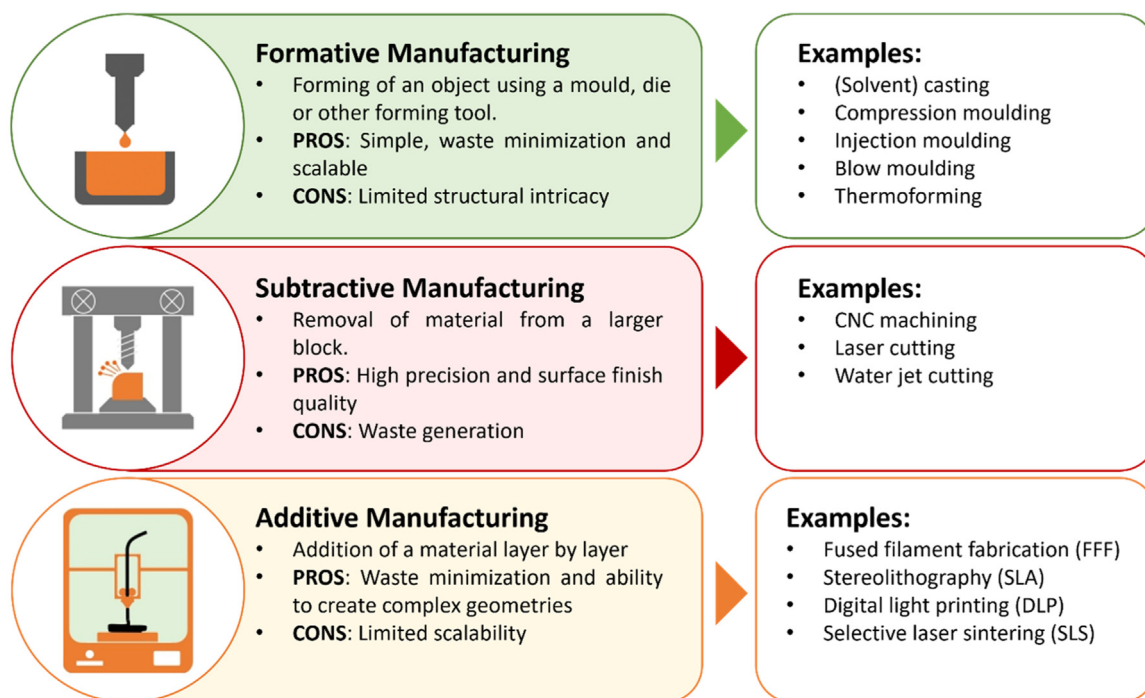 Formative Manufacturing
• Forming of an object using a mould, die
or other forming tool.
• PROS: Simple, waste minimization and
scalable
• CONS: Limited structural intricacy
Examples:
• (Solvent) casting
• Compression moulding
• Injection moulding
• Blow moulding
• Thermoforming
Subtractive Manufacturing
• Removal of material from a larger
block.
• PROS: High precision and surface finish
quality
• CONS: Waste generation
Examples:
• CNC machining
• Laser cutting
• Water jet cutting
Additive Manufacturing
• Addition of a material layer by layer
• PROS: Waste minimization and ability
to create complex geometries
• CONS: Limited scalability
Examples:
• Fused filament fabrication (FFF)
• Stereolithography (SLA)
• Digital light printing (DLP)
• Selective laser sintering (SLS)